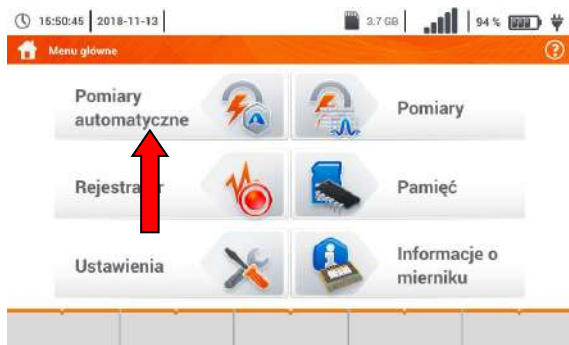 15:50:45 2018-11-13 3.7 GB 94 %
Menu główne ?
Pomiary
automatyczne
Pomiary
Rejestrator
Pamięć
Ustawienia
Informacje o
mierniku